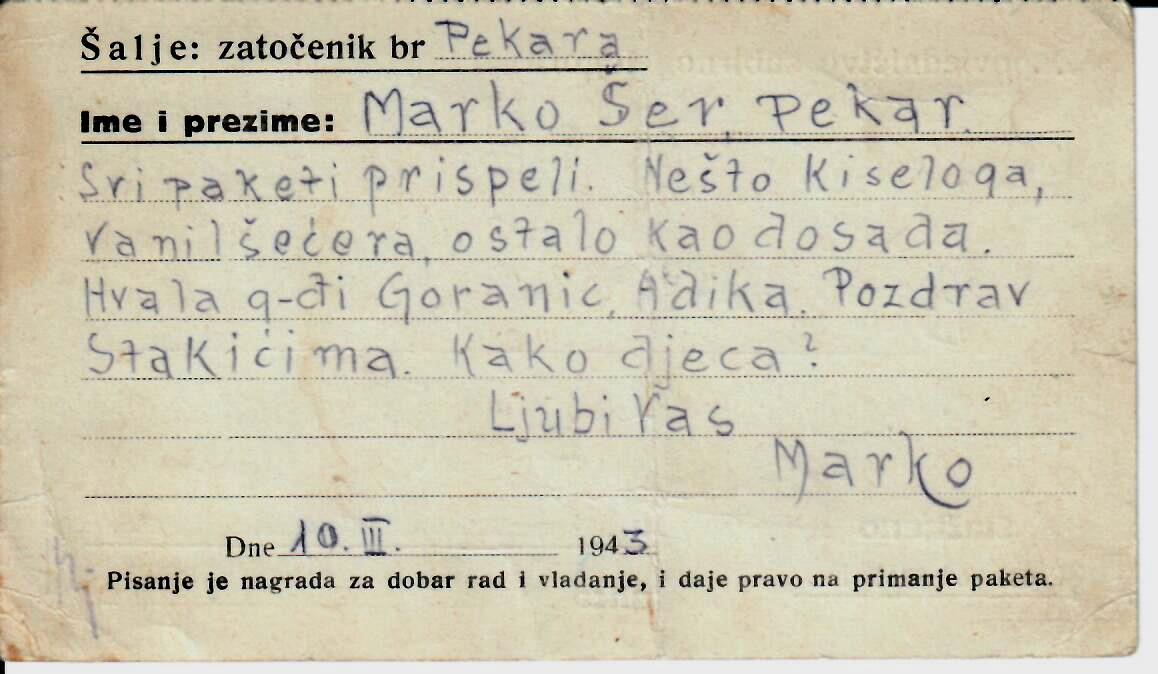 Šalje: zatočenik br Pekara
Ime i prezime: Marko Šer, pekar.
Svi paketi prispeli. Nešto kiseloga,
vanilšećera, ostalo kao dosada.
Hvala g-đi Goranic, Adika. Pozdrav
Stakićima. Kako djeca?
Ljubi Vas
Marko
Dne 10. III. 1943
Pisanje je nagrada za dobar rad i vladanje, i daje pravo na primanje paketa.